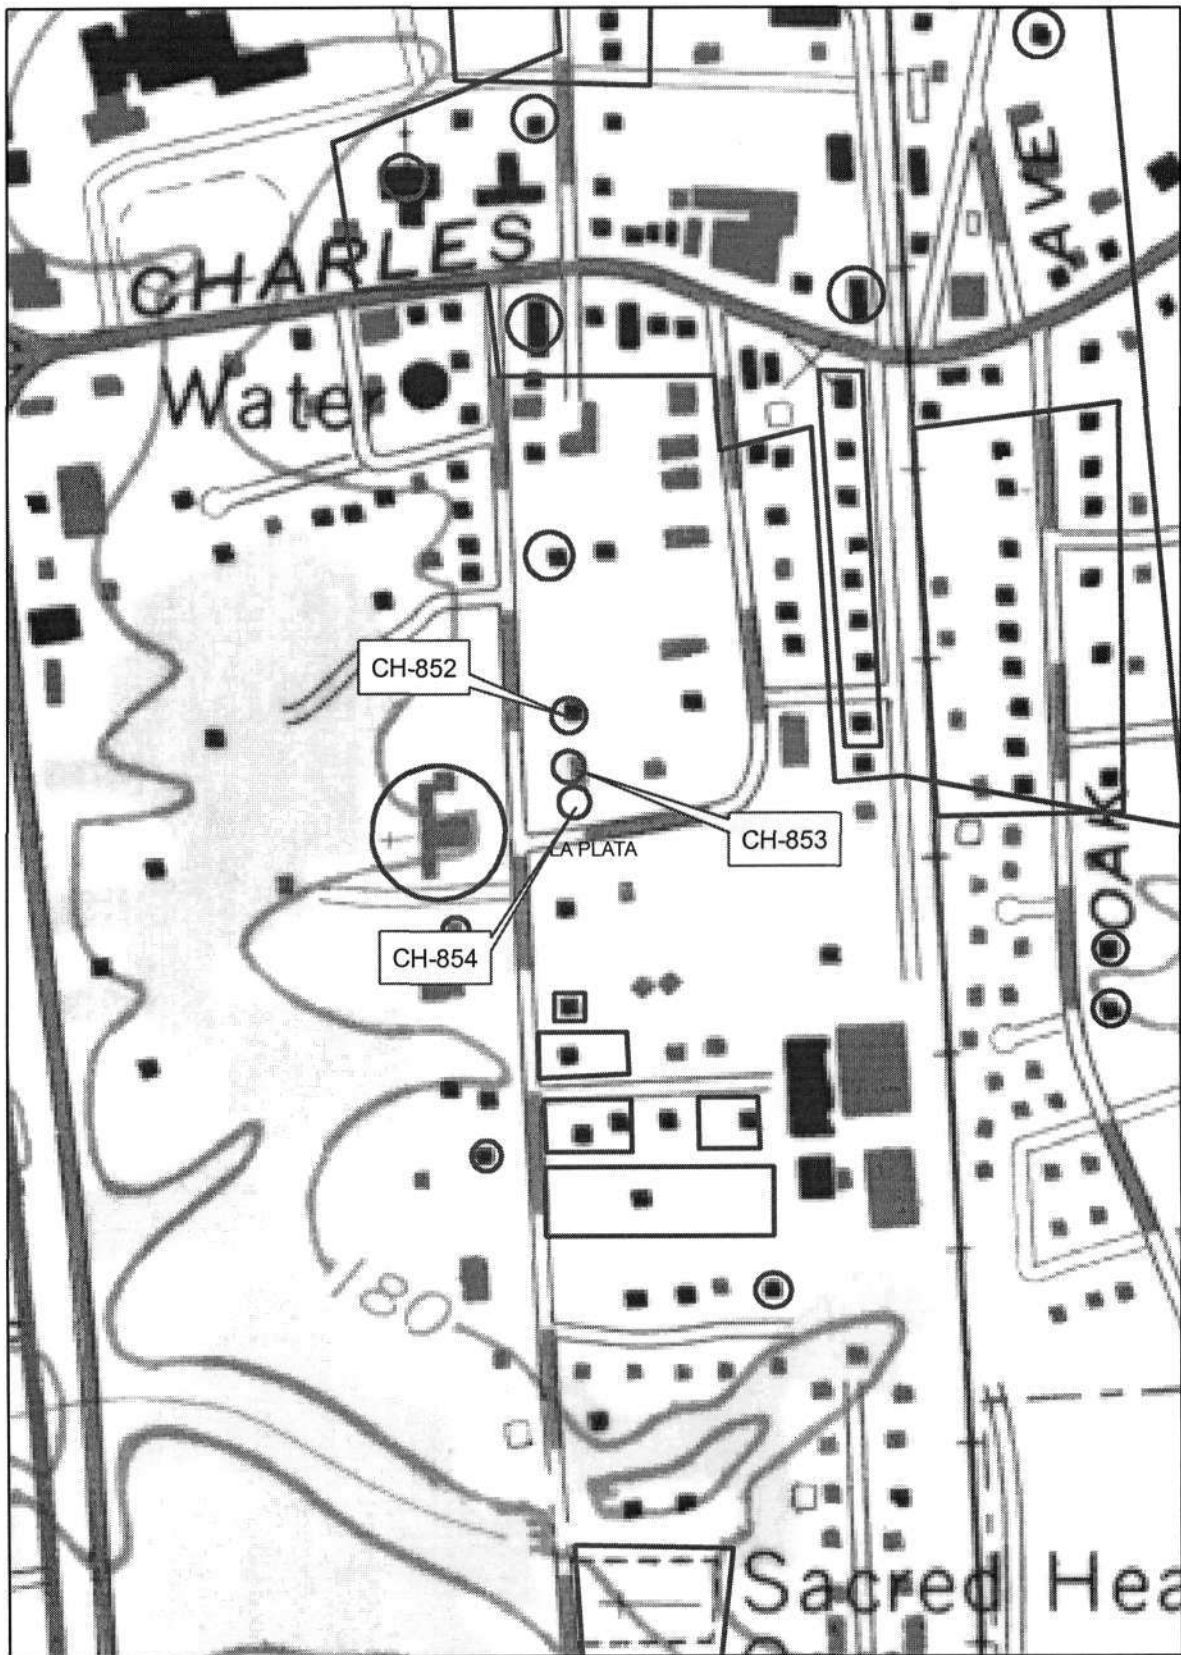 AVE
CHARLES
Water
CH-852
CH-853
LA PLATA
OAK
CH-854
180
Sacred Hea